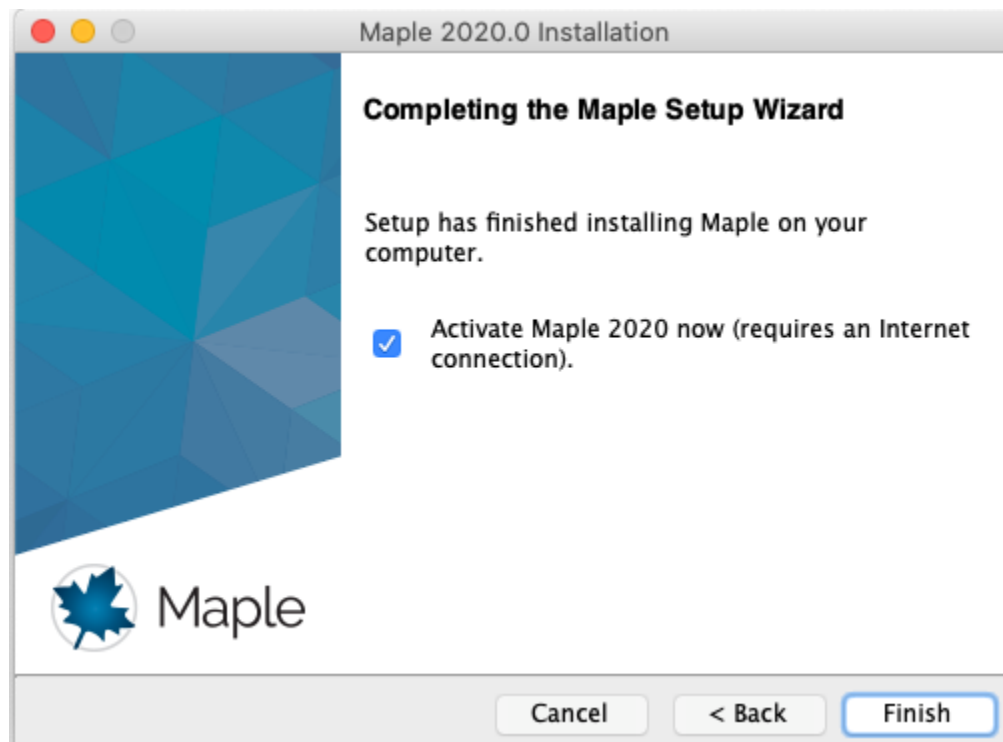 Maple 2020.0 Installation
Completing the Maple Setup Wizard
Setup has finished installing Maple on your
computer.
Activate Maple 2020 now (requires an Internet
connection).
Maple
Cancel
< Back
Finish